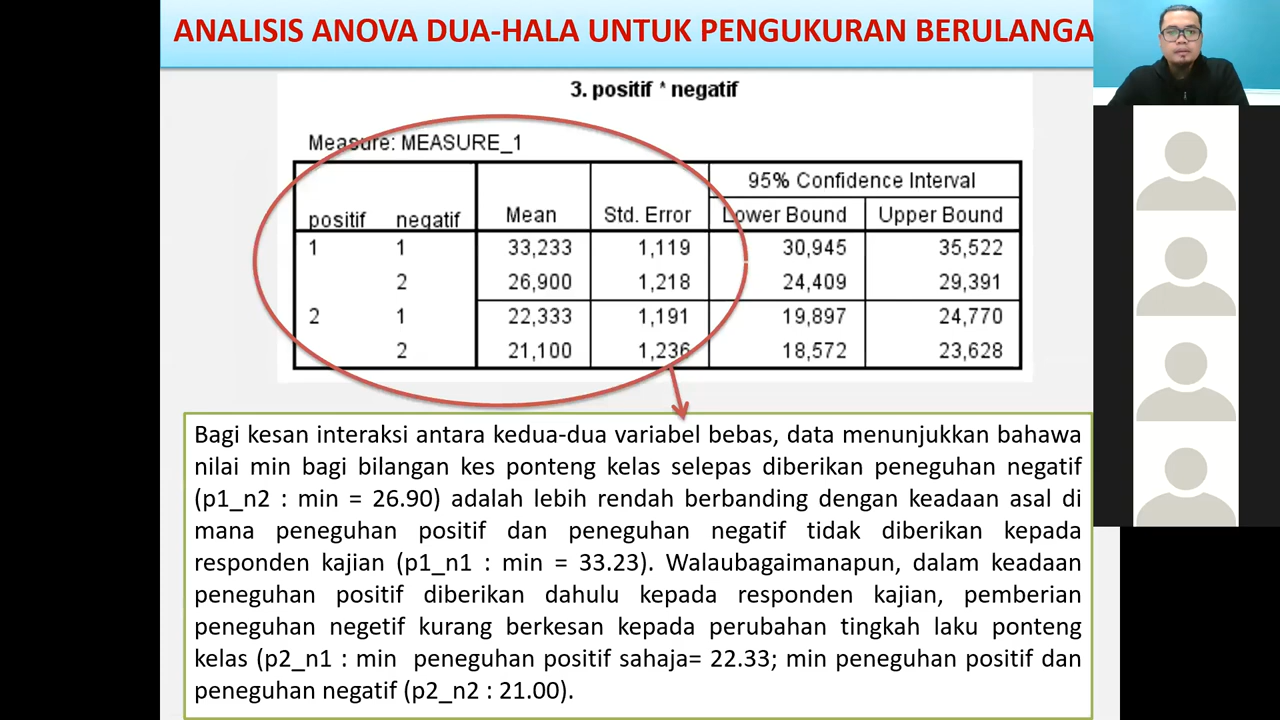 ANALISIS ANOVA DUA-HALA UNTUK PENGUKURAN BERULANGA
3. positif * negatif
Measure: MEASURE_1
95% Confidence Interval
positif negatif Mean Std. Error Lower Bound Upper Bound
1 1 33,233 1,119 30,945 35,522
2 26,900 1,218 24,409 29,391
2 1 22,333 1,191 19,897 24,770
2 21,100 1,236 18,572 23,628
Bagi kesan interaksi antara kedua-dua variabel bebas, data menunjukkan bahawa
nilai min bagi bilangan kes ponteng kelas selepas diberikan peneguhan negatif
(p1_n2 : min = 26.90) adalah lebih rendah berbanding dengan keadaan asal di
mana peneguhan positif dan peneguhan negatif tidak diberikan kepada
responden kajian (p1_n1 : min = 33.23). Walaubagaimanapun, dalam keadaan
peneguhan positif diberikan dahulu kepada responden kajian, pemberian
peneguhan negetif kurang berkesan kepada perubahan tingkah laku ponteng
kelas (p2_n1 : min peneguhan positif sahaja= 22.33; min peneguhan positif dan
peneguhan negatif (p2_n2 : 21.00).